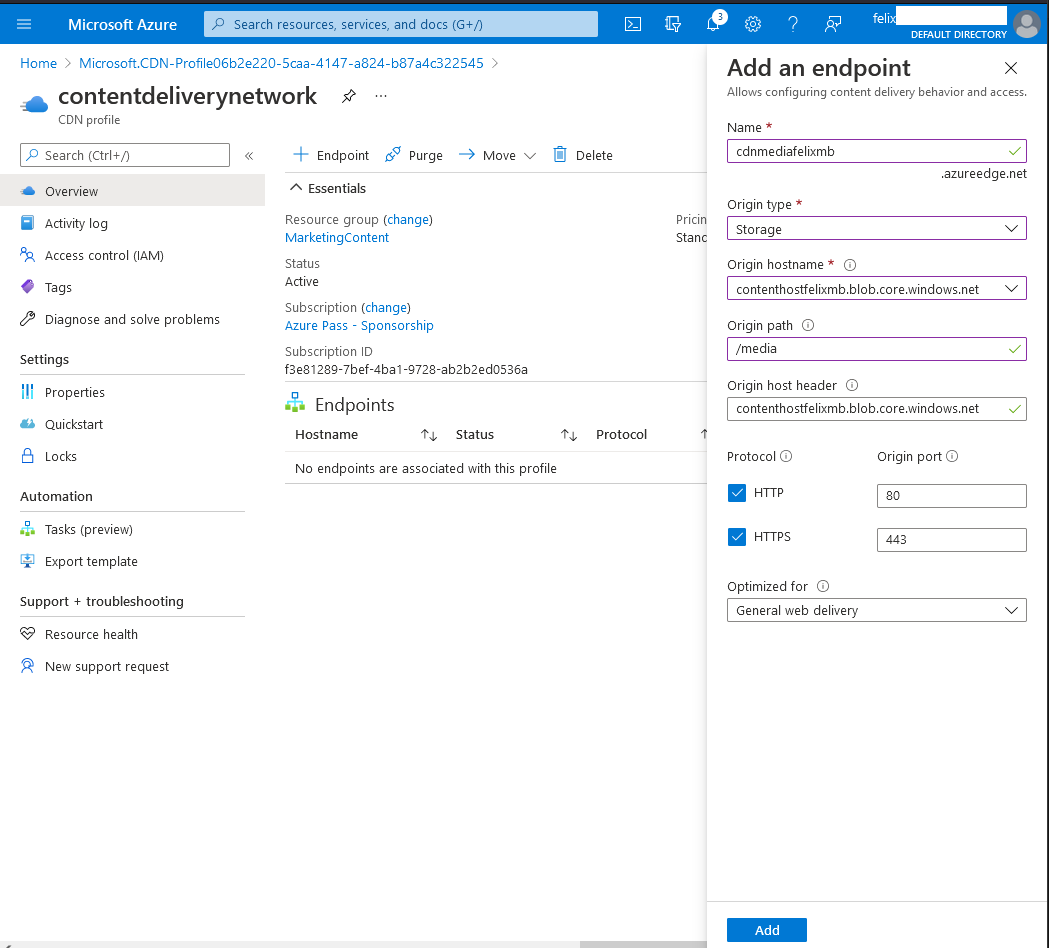 Microsoft Azure
Search resources, services, and docs (G+/)
3
felix
DEFAULT DIRECTORY
Home > Microsoft.CDN-Profile06b2e220-5caa-4147-a824-b87a4c322545 >
contentdeliverynetwork
...
CDN profile
Search (Ctrl+/)
«
Overview
Activity log
Access control (IAM)
Tags
Diagnose and solve problems
Settings
Properties
Quickstart
Locks
Automation
Tasks (preview)
Export template
Support + troubleshooting
Resource health
New support request
Endpoint Purge Move Delete
Essentials
Resource group (change)
MarketingContent
Status
Active
Subscription (change)
Azure Pass - Sponsorship
Subscription ID
f3e81289-7bef-4ba1-9728-ab2b2ed0536a
Pricin
Stanc
Endpoints
Hostname Status Protocol
No endpoints are associated with this profile
Add an endpoint
Allows configuring content delivery behavior and access.
Name *
cdnmediafelixmb
.azureedge.net
Origin type *
Storage
Origin hostname *
contenthostfelixmb.blob.core.windows.net
Origin path
/media
Origin host header
contenthostfelixmb.blob.core.windows.net
Protocol Origin port
HTTP 80
HTTPS 443
Optimized for
General web delivery
Add